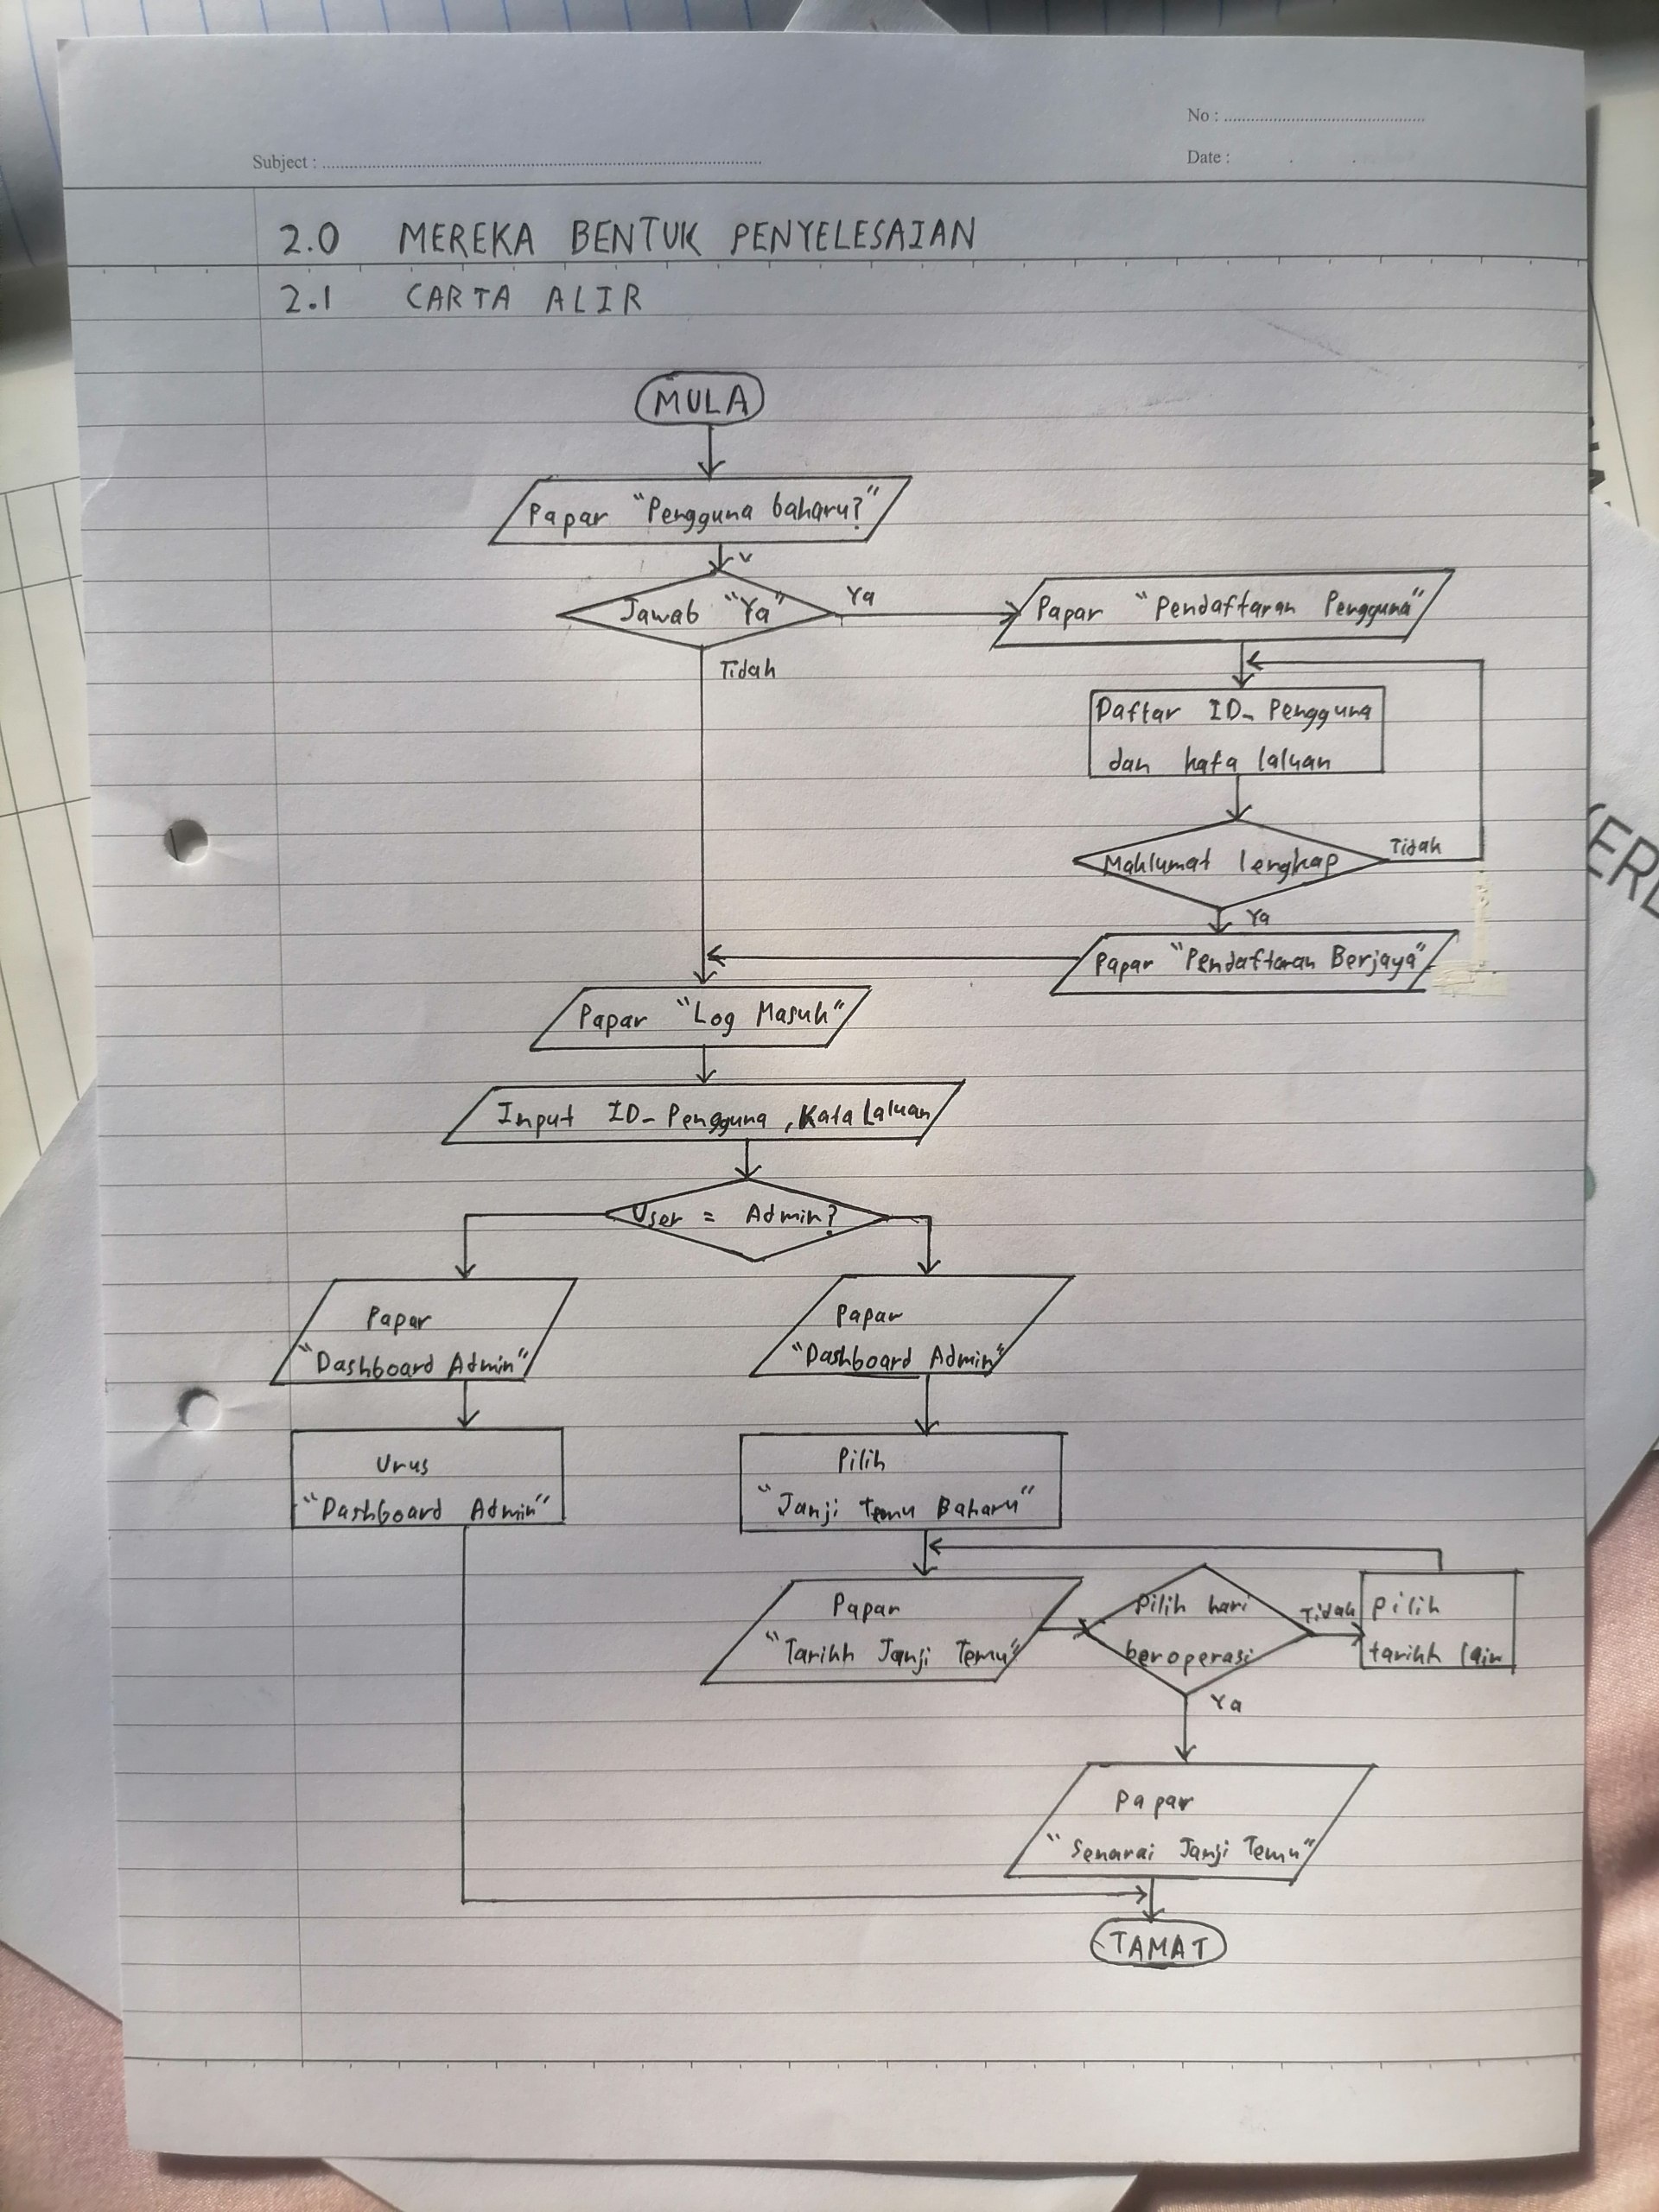 No :
Subject :
Date :
2.0 MEREKA BENTUK PENYELESAIAN
2.1 CARTA ALIR
MULA
Papar "Pengguna baharu?"
Jawab "Ya"
Ya
Papar "Pendaftaran Pengguna"
Tidak
Daftar ID_Pengguna
dan kata laluan
Maklumat lengkap
Tidak
Ya
Papar "Pendaftaran Berjaya"
Papar "Log Masuk"
Input ID_Pengguna, Kata Laluan
User = Admin?
Papar
"Dashboard Admin"
Papar
"Dashboard Admin"
Urus
"Dashboard Admin"
Pilih
"Janji Temu Baharu"
Papar
"Tarikh Janji Temu"
Pilih hari
beroperasi
Tidak
Pilih
tarikh lain
Ya
Papar
"Senarai Janji Temu"
TAMAT